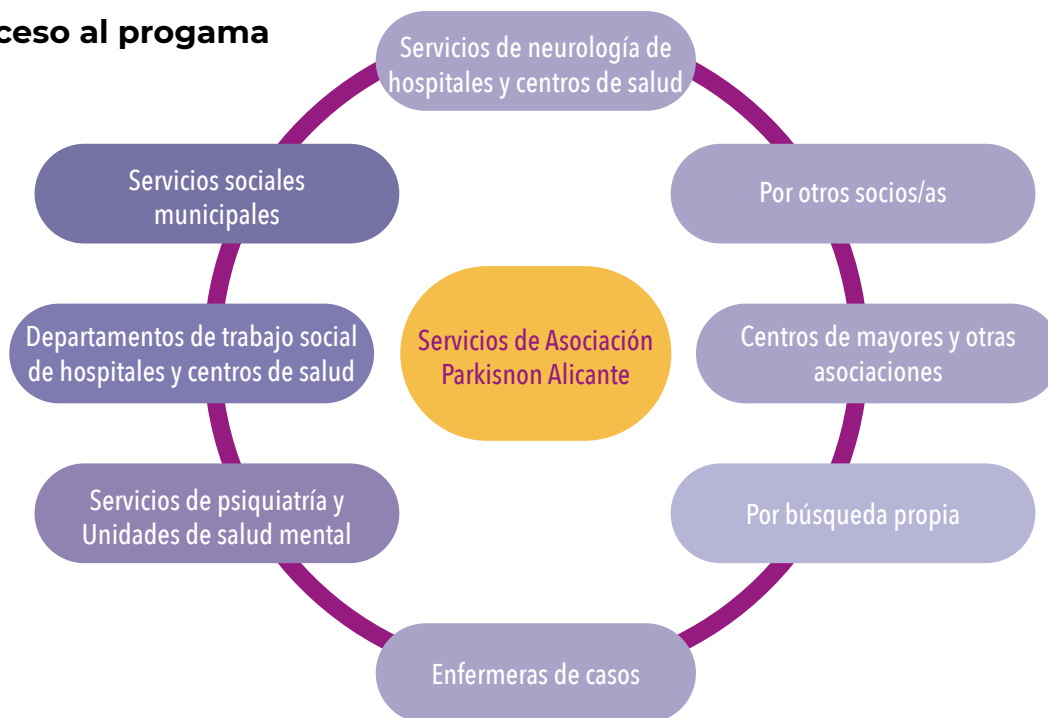 ceso al progama
Servicios de neurología de
hospitales y centros de salud
Servicios sociales
municipales
Por otros socios/as
Departamentos de trabajo social
de hospitales y centros de salud
Servicios de Asociación
Parkisnon Alicante
Centros de mayores y otras
asociaciones
Servicios de psiquiatría y
Unidades de salud mental
Por búsqueda propia
Enfermeras de casos